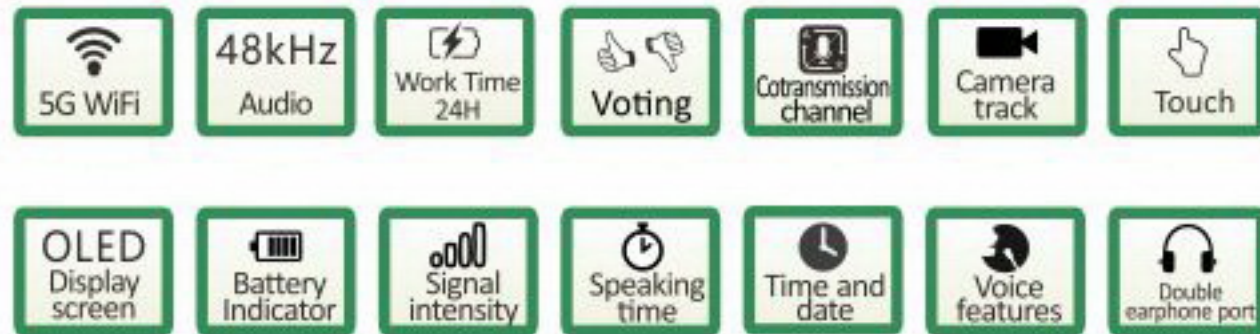 5G WiFi
48kHz
Audio
Work Time
24H
Voting
Cotransmission
channel
Camera
track
Touch
OLED
Display
screen
Battery
Indicator
Signal
intensity
Speaking
time
Time and
date
Voice
features
Double
earphone port